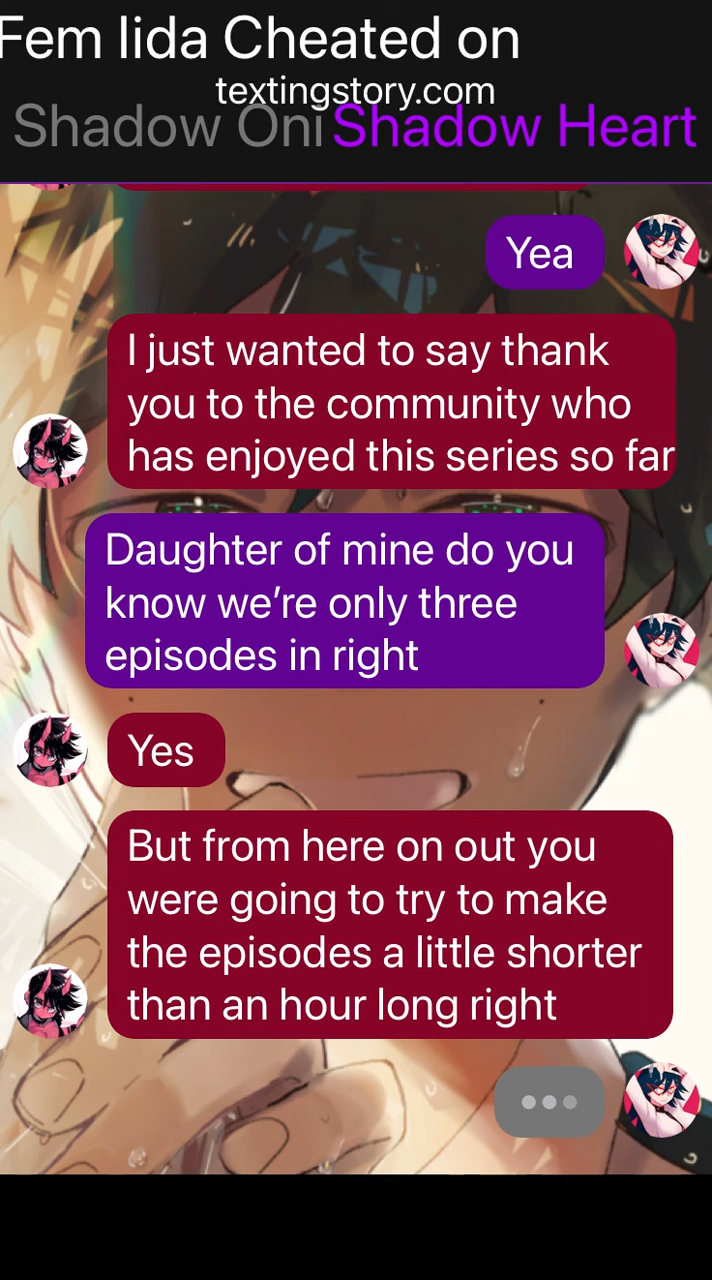 Fem Iida Cheated on
textingstory.com
Shadow Oni Shadow Heart
Yea
I just wanted to say thank
you to the community who
has enjoyed this series so far
Daughter of mine do you
know we’re only three
episodes in right
Yes
But from here on out you
were going to try to make
the episodes a little shorter
than an hour long right